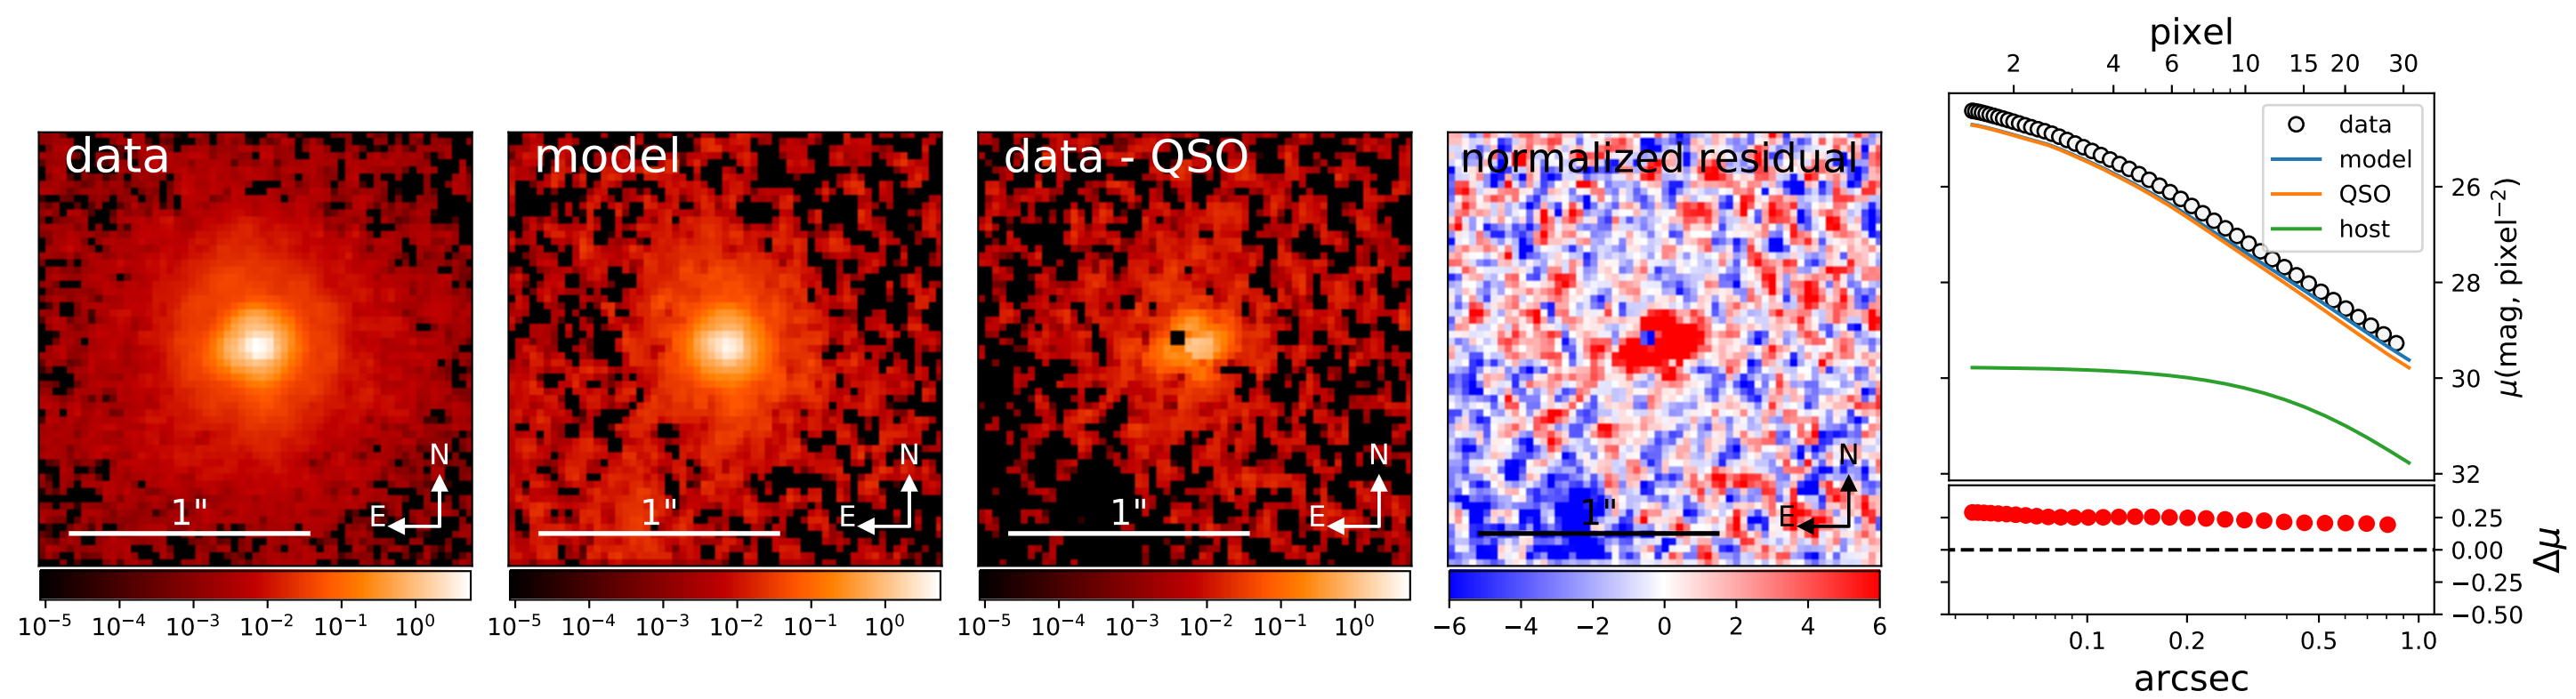 data
N
E
1"
10⁻⁵ 10⁻⁴ 10⁻³ 10⁻² 10⁻¹ 10⁰
model
N
E
1"
10⁻⁵ 10⁻⁴ 10⁻³ 10⁻² 10⁻¹ 10⁰
data - QSO
N
E
1"
10⁻⁵ 10⁻⁴ 10⁻³ 10⁻² 10⁻¹ 10⁰
normalized residual
N
E
1"
−6 −4 −2 0 2 4 6
pixel
2 4 6 10 15 20 30
data
model
QSO
host
26
28
30
32
μ(mag, pixel⁻²)
0.25
0.00
−0.25
−0.50
Δμ
0.1 0.2 0.5 1.0
arcsec